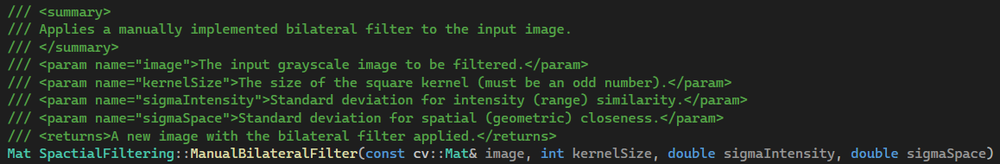 /// <summary>
/// Applies a manually implemented bilateral filter to the input image.
/// </summary>
/// <param name="image">The input grayscale image to be filtered.</param>
/// <param name="kernelSize">The size of the square kernel (must be an odd number).</param>
/// <param name="sigmaIntensity">Standard deviation for intensity (range) similarity.</param>
/// <param name="sigmaSpace">Standard deviation for spatial (geometric) closeness.</param>
/// <returns>A new image with the bilateral filter applied.</returns>
Mat SpactialFiltering::ManualBilateralFilter(const cv::Mat& image, int kernelSize, double sigmaIntensity, double sigmaSpace)